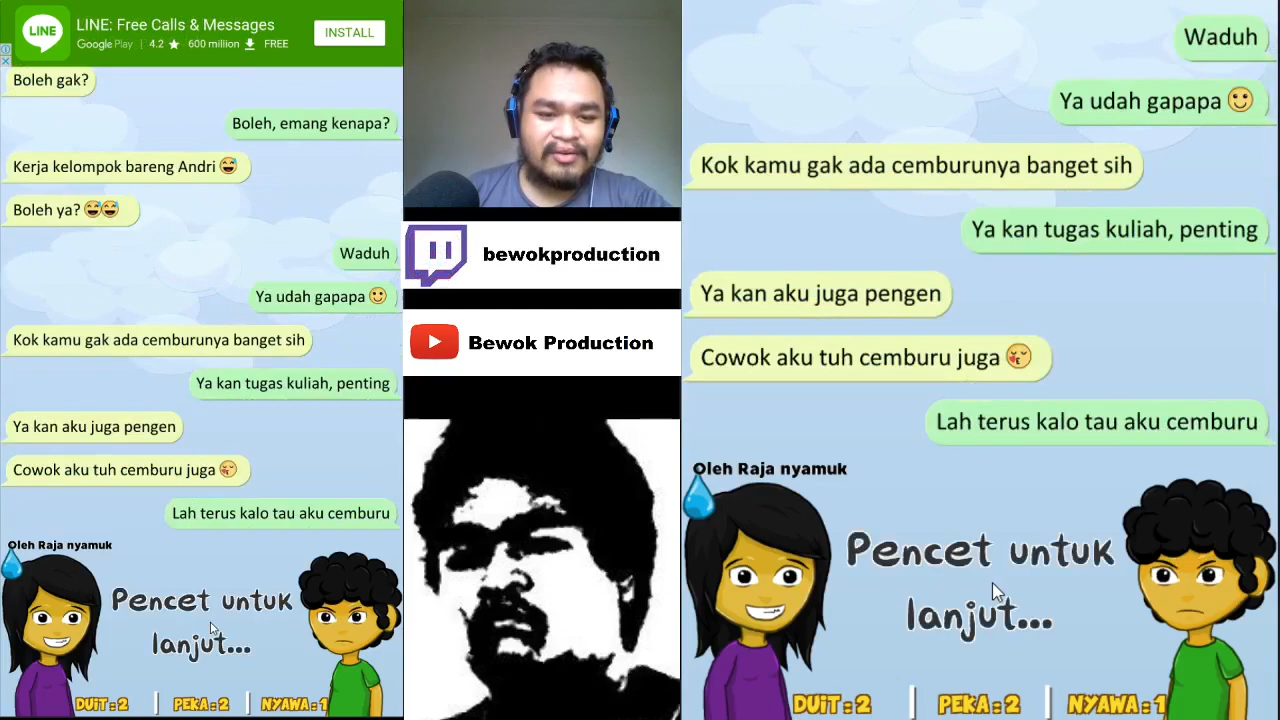 LINE
LINE: Free Calls & Messages
Google Play | 4.2 ★ 600 million FREE
INSTALL
Boleh gak?
Boleh, emang kenapa?
Kerja kelompok bareng Andri 😅
Boleh ya? 😅😅
Waduh
Ya udah gapapa 🙂
Kok kamu gak ada cemburunya banget sih
Ya kan tugas kuliah, penting
Ya kan aku juga pengen
Cowok aku tuh cemburu juga 😘
Lah terus kalo tau aku cemburu
Oleh Raja nyamuk
Pencet untuk
lanjut...
DUIT:2 | PEKA:2 | NYAWA:1
bewokproduction
Bewok Production
Waduh
Ya udah gapapa 🙂
Kok kamu gak ada cemburunya banget sih
Ya kan tugas kuliah, penting
Ya kan aku juga pengen
Cowok aku tuh cemburu juga 😘
Lah terus kalo tau aku cemburu
Oleh Raja nyamuk
Pencet untuk
lanjut...
DUIT:2 | PEKA:2 | NYAWA:1